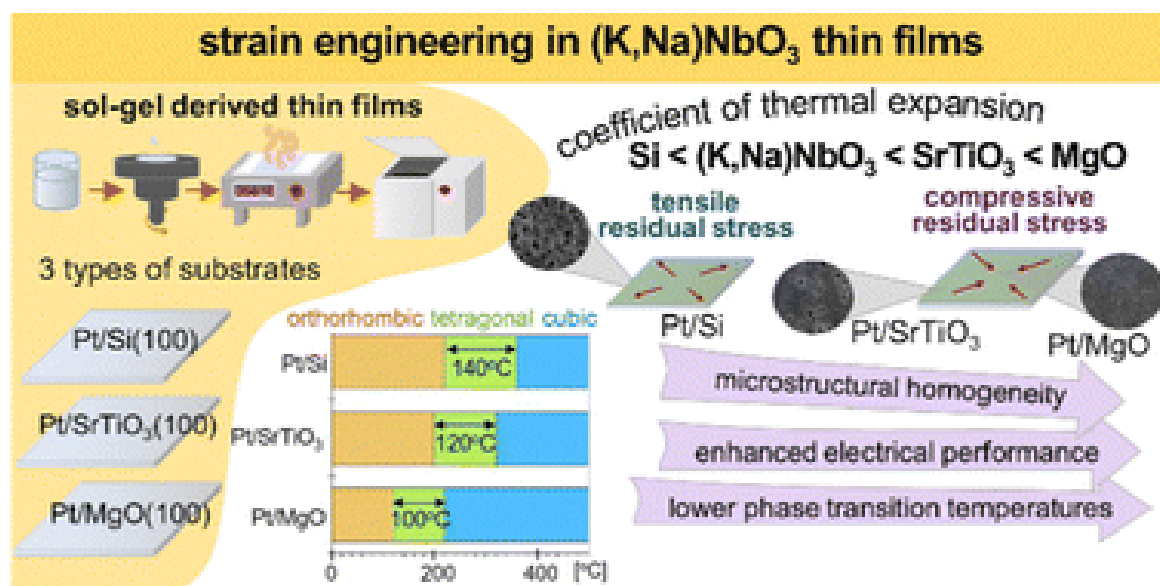 strain engineering in (K,Na)NbO₃ thin films
sol-gel derived thin films
3 types of substrates
Pt/Si(100)
Pt/SrTiO₃(100)
Pt/MgO(100)
coefficient of thermal expansion
Si < (K,Na)NbO₃ < SrTiO₃ < MgO
tensile
residual stress
compressive
residual stress
Pt/Si
Pt/SrTiO₃
Pt/MgO
orthorhombic tetragonal cubic
Pt/Si
140°C
Pt/SrTiO₃
120°C
Pt/MgO
100°C
0 200 400 [°C]
microstructural homogeneity
enhanced electrical performance
lower phase transition temperatures